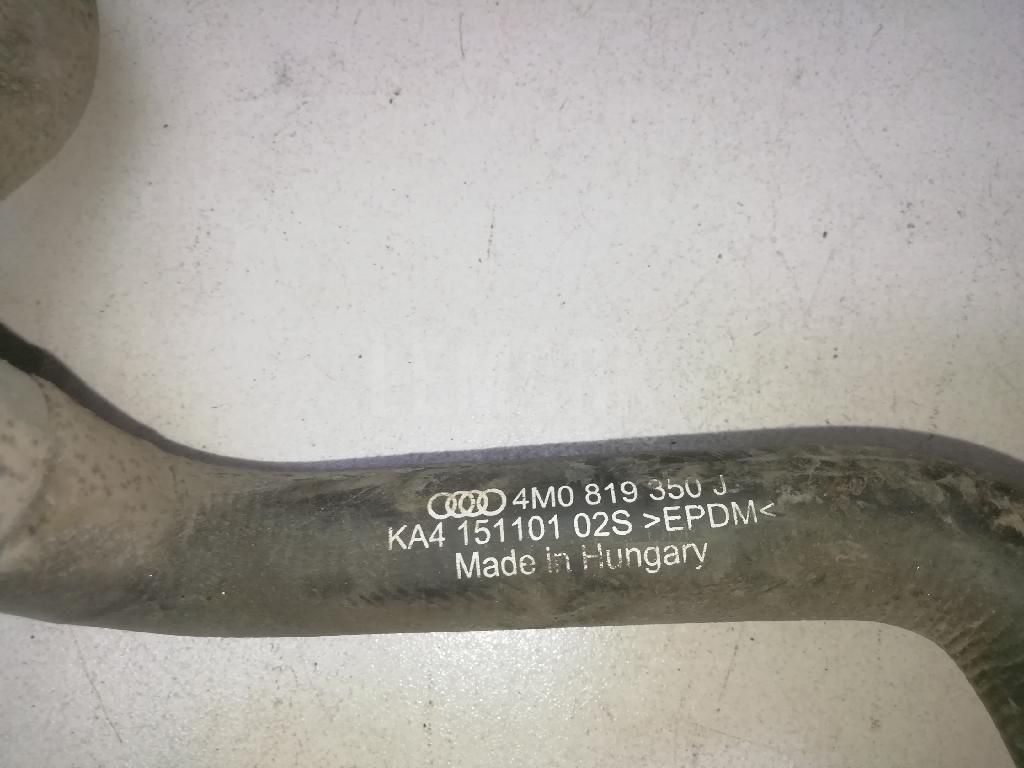 4M0 819 350 J
KA4 151101 02S >EPDM<
Made in Hungary